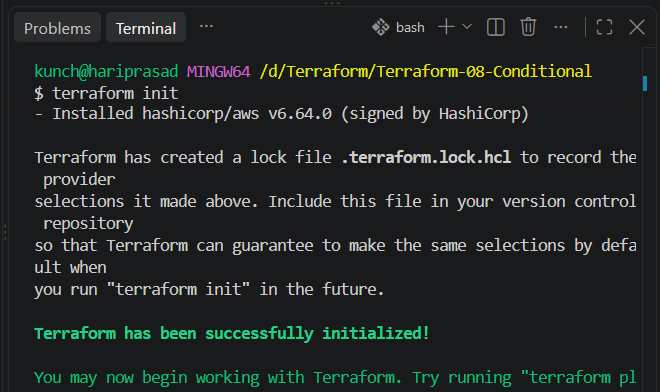 Problems Terminal ... bash ...
kunch@hariprasad MINGW64 /d/Terraform/Terraform-08-Conditional
$ terraform init
- Installed hashicorp/aws v6.64.0 (signed by HashiCorp)
Terraform has created a lock file .terraform.lock.hcl to record the
provider
selections it made above. Include this file in your version control
repository
so that Terraform can guarantee to make the same selections by defa
ult when
you run "terraform init" in the future.
Terraform has been successfully initialized!
You may now begin working with Terraform. Try running "terraform pl